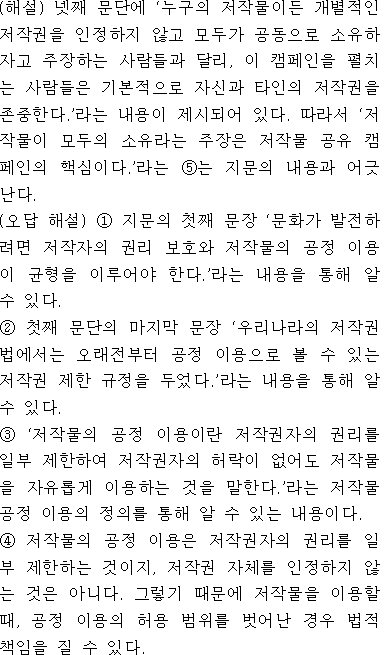 (해설) 넷째 문단에 ‘누구의 저작물이든 개별적인
저작권을 인정하지 않고 모두가 공동으로 소유하
자고 주장하는 사람들과 달리, 이 캠페인을 펼치
는 사람들은 기본적으로 자신과 타인의 저작권을
존중한다.’라는 내용이 제시되어 있다. 따라서 ‘저
작물이 모두의 소유라는 주장은 저작물 공유 캠
페인의 핵심이다.’라는 ⑤는 지문의 내용과 어긋
난다.
(오답 해설) ① 지문의 첫째 문장 ‘문화가 발전하
려면 저작자의 권리 보호와 저작물의 공정 이용
이 균형을 이루어야 한다.’라는 내용을 통해 알
수 있다.
② 첫째 문단의 마지막 문장 ‘우리나라의 저작권
법에서는 오래전부터 공정 이용으로 볼 수 있는
저작권 제한 규정을 두었다.’라는 내용을 통해 알
수 있다.
③ ‘저작물의 공정 이용이란 저작권자의 권리를
일부 제한하여 저작권자의 허락이 없어도 저작물
을 자유롭게 이용하는 것을 말한다.’라는 저작물
공정 이용의 정의를 통해 알 수 있는 내용이다.
④ 저작물의 공정 이용은 저작권자의 권리를 일
부 제한하는 것이지, 저작권 자체를 인정하지 않
는 것은 아니다. 그렇기 때문에 저작물을 이용할
때, 공정 이용의 허용 범위를 벗어난 경우 법적
책임을 질 수 있다.